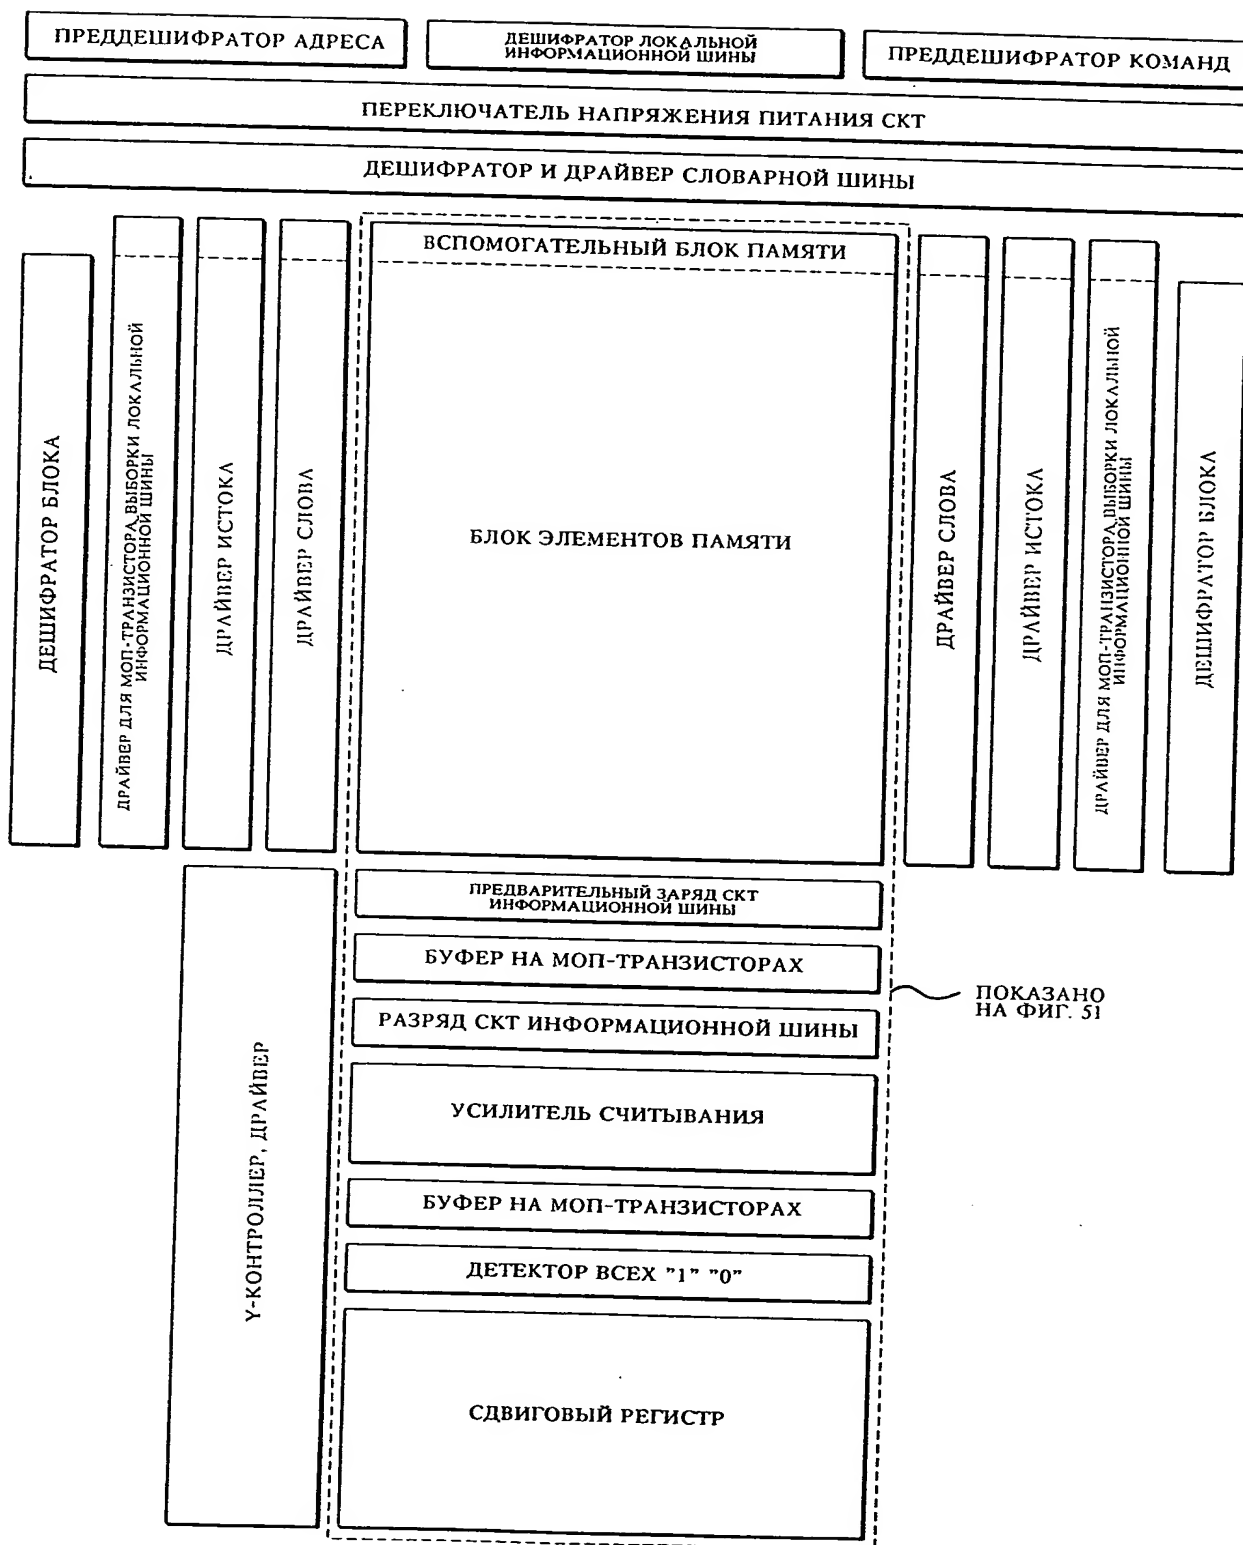 ПРЕДДЕШИФРАТОР АДРЕСА
ДЕШИФРАТОР ЛОКАЛЬНОЙ
ИНФОРМАЦИОННОЙ ШИНЫ
ПРЕДДЕШИФРАТОР КОМАНД
ПЕРЕКЛЮЧАТЕЛЬ НАПРЯЖЕНИЯ ПИТАНИЯ СКТ
ДЕШИФРАТОР И ДРАЙВЕР СЛОВАРНОЙ ШИНЫ
ДЕШИФРАТОР БЛОКА
ДРАЙВЕР ДЛЯ МОП-ТРАНЗИСТОРА ВЫБОРКИ ЛОКАЛЬНОЙ
ИНФОРМАЦИОННОЙ ШИНЫ
ДРАЙВЕР ИСТОКА
ДРАЙВЕР СЛОВА
ВСПОМОГАТЕЛЬНЫЙ БЛОК ПАМЯТИ
БЛОК ЭЛЕМЕНТОВ ПАМЯТИ
ДРАЙВЕР СЛОВА
ДРАЙВЕР ИСТОКА
ДРАЙВЕР ДЛЯ МОП-ТРАНЗИСТОРА ВЫБОРКИ ЛОКАЛЬНОЙ
ИНФОРМАЦИОННОЙ ШИНЫ
ДЕШИФРАТОР БЛОКА
Y-КОНТРОЛЛЕР, ДРАЙВЕР
ПРЕДВАРИТЕЛЬНЫЙ ЗАРЯД СКТ
ИНФОРМАЦИОННОЙ ШИНЫ
БУФЕР НА МОП-ТРАНЗИСТОРАХ
ПОКАЗАНО
НА ФИГ. 51
РАЗРЯД СКТ ИНФОРМАЦИОННОЙ ШИНЫ
УСИЛИТЕЛЬ СЧИТЫВАНИЯ
БУФЕР НА МОП-ТРАНЗИСТОРАХ
ДЕТЕКТОР ВСЕХ "1" "0"
СДВИГОВЫЙ РЕГИСТР